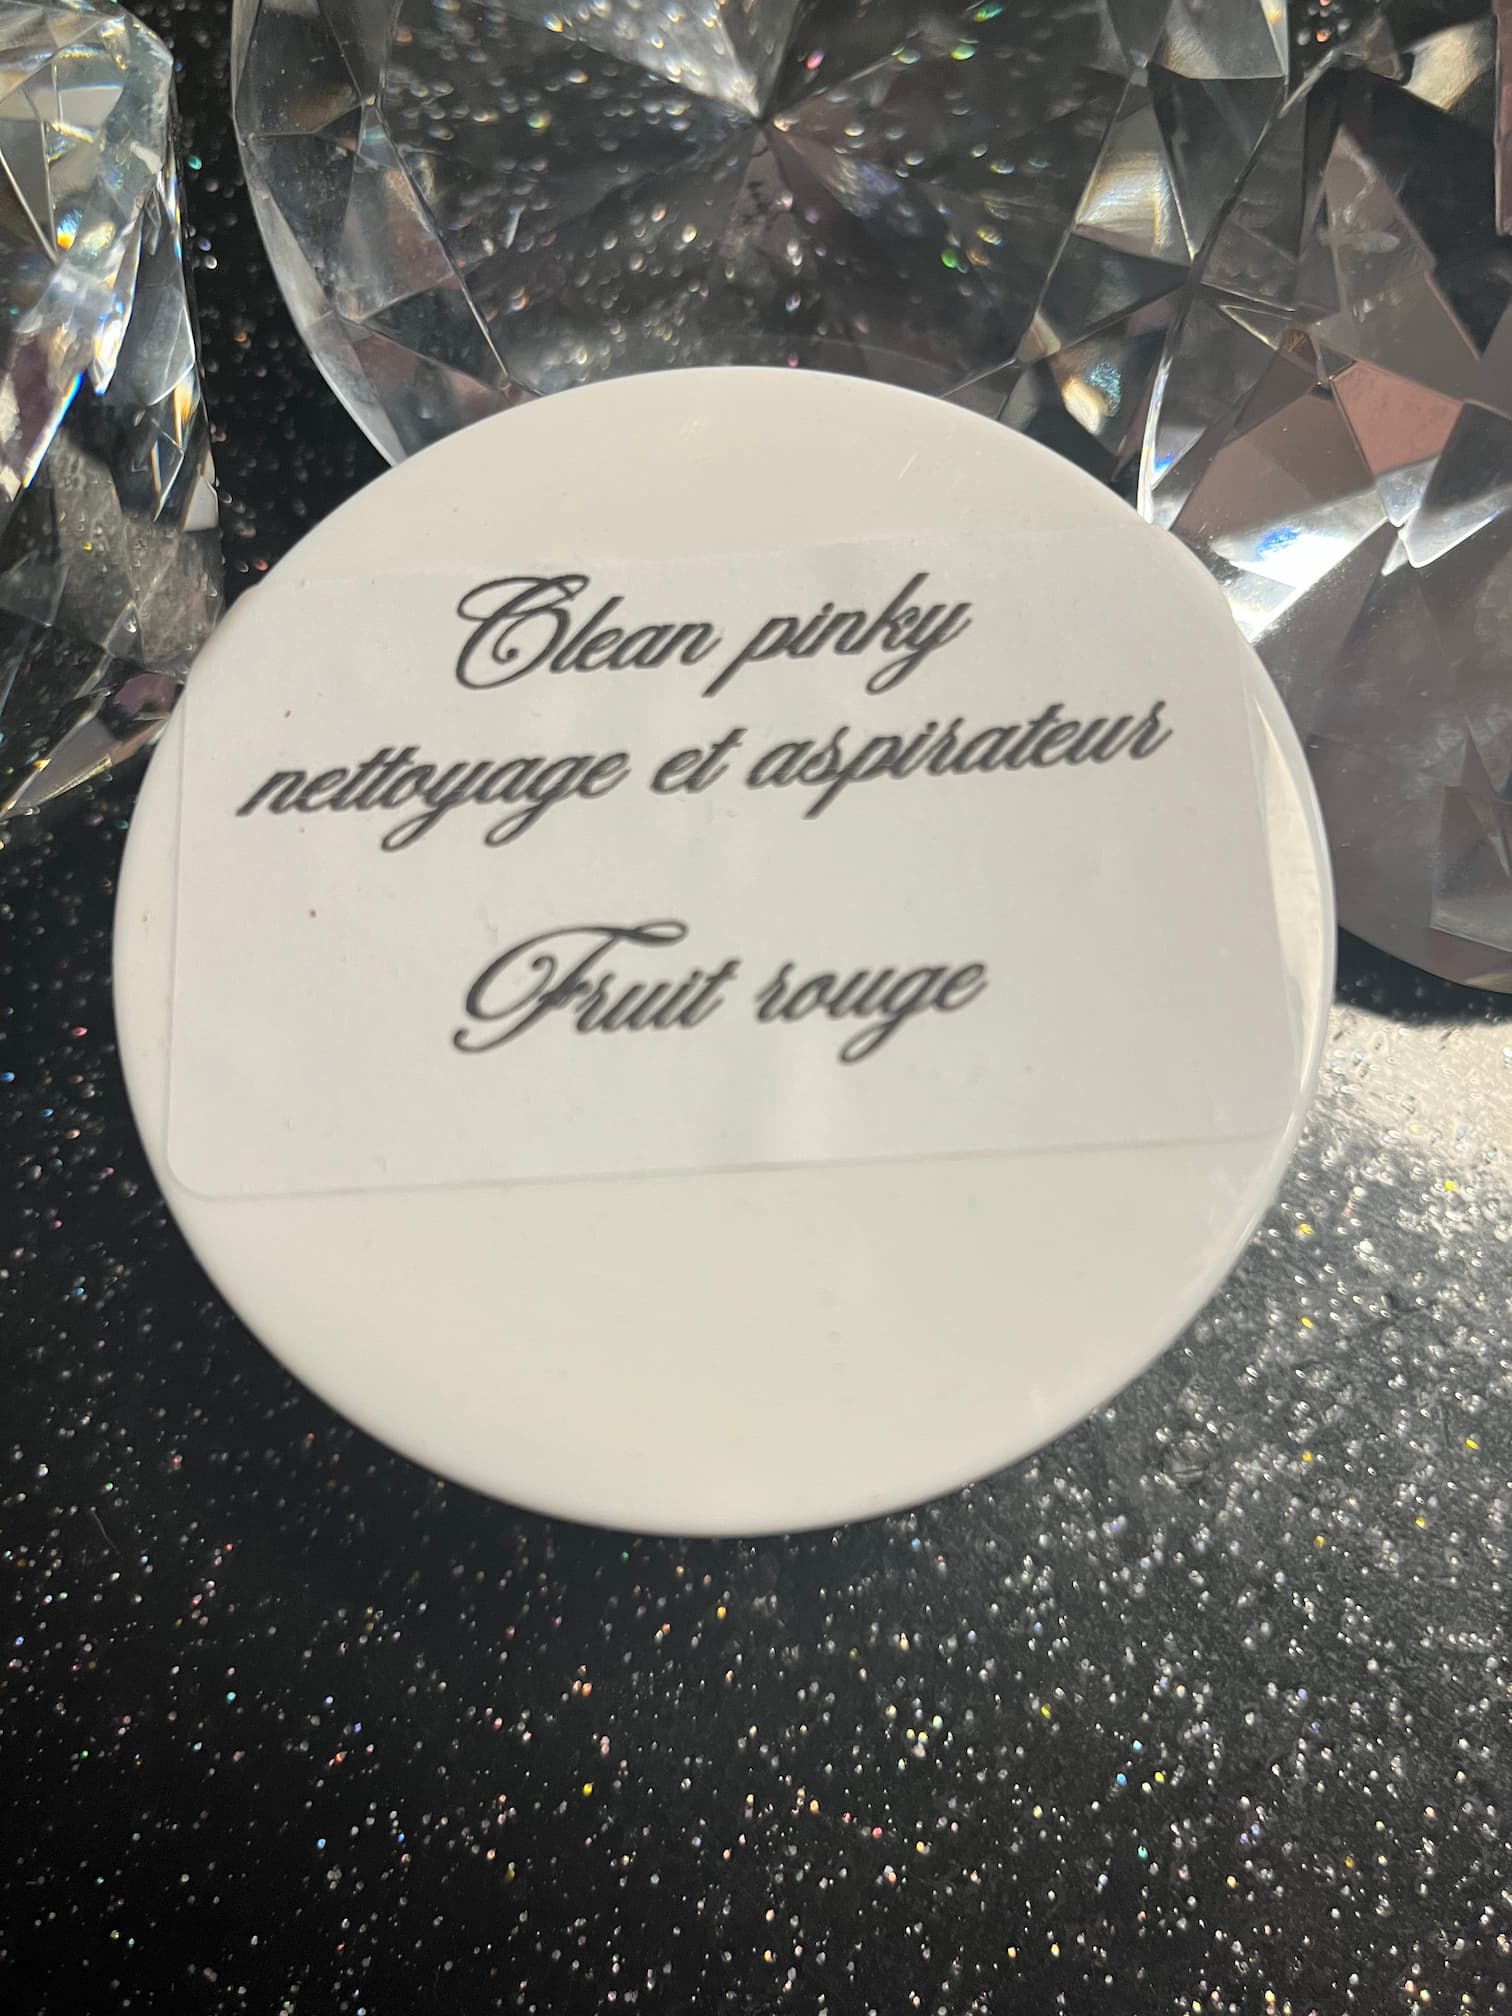 Clean pinky
nettoyage et aspirateur
Fruit rouge